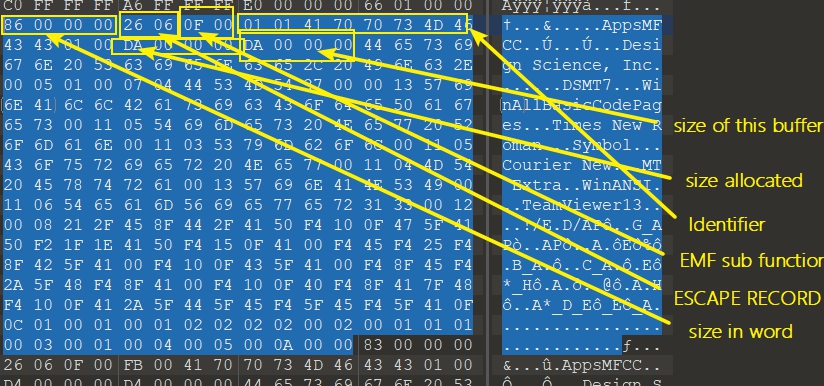 C0 FF FF FF A6 FF FF FF E0 00 00 00 66 01 00 00 Àÿÿÿ¦ÿÿÿà...f...
86 00 00 00 26 06 0F 00 01 01 41 70 70 73 4D 46 †...&.....AppsMF
43 43 01 00 DA 00 00 00 DA 00 00 00 44 65 73 69 CC..Ú...Ú...Desi
67 6E 20 53 63 69 65 6E 63 65 2C 20 49 6E 63 2E gn Science, Inc.
00 05 01 00 07 04 44 53 4D 54 37 00 00 13 57 69 ......DSMT7...Wi
6E 41 6C 6C 42 61 73 69 63 43 6F 64 65 50 61 67 nAllBasicCodePag
65 73 00 11 05 54 69 6D 65 73 20 4E 65 77 20 52 es...Times New R
6F 6D 61 6E 00 11 03 53 79 6D 62 6F 6C 00 11 05 oman...Symbol...
43 6F 75 72 69 65 72 20 4E 65 77 00 11 04 4D 54 Courier New...MT
20 45 78 74 72 61 00 13 57 69 6E 41 4E 53 49 00 Extra..WinANSI.
11 06 54 65 61 6D 56 69 65 77 65 72 31 33 00 12 ..TeamViewer13..
00 08 21 2F 45 8F 44 2F 41 50 F4 10 0F 47 5F 41 ..!/E.D/APô..G_A
50 F2 1F 1E 41 50 F4 15 0F 41 00 F4 45 F4 25 F4 Pò..APô..A.ôEô%ô
8F 42 5F 41 00 F4 10 0F 43 5F 41 00 F4 8F 45 F4 .B_A.ô..C_A.ô.Eô
2A 5F 48 F4 8F 41 00 F4 10 0F 40 F4 8F 41 7F 48 *_Hô.A.ô..@ô.A.H
F4 10 0F 41 2A 5F 44 5F 45 F4 5F 45 F4 5F 41 0F ô..A*_D_Eô_Eô_A.
0C 01 00 01 00 01 02 02 02 02 00 02 00 01 01 01 ................
00 03 00 01 00 04 00 05 00 0A 00 00 83 00 00 00 ............ƒ...
26 06 0F 00 FB 00 41 70 70 73 4D 46 43 43 01 00 &...û.AppsMFCC..
size of this buffer
size allocated
Identifier
EMF sub function
ESCAPE RECORD
size in word